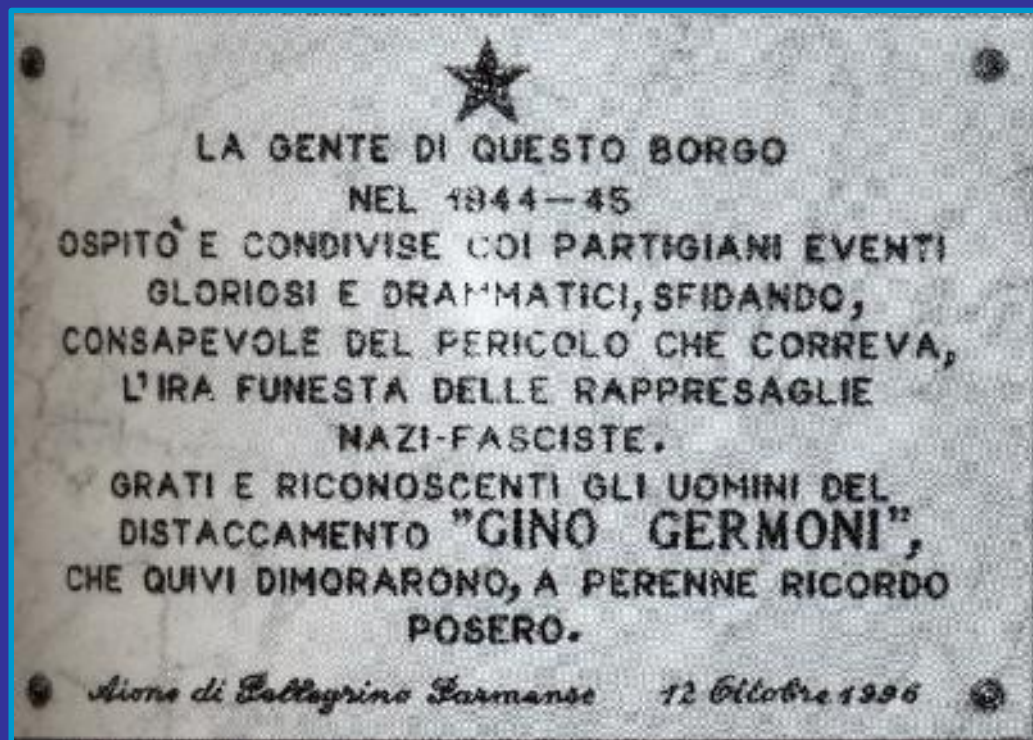 LA GENTE DI QUESTO BORGO
NEL 1944-45
OSPITÒ E CONDIVISE COI PARTIGIANI EVENTI
GLORIOSI E DRAMMATICI, SFIDANDO,
CONSAPEVOLE DEL PERICOLO CHE CORREVA,
L'IRA FUNESTA DELLE RAPPRESAGLIE
NAZI-FASCISTE.
GRATI E RICONOSCENTI GLI UOMINI DEL
DISTACCAMENTO "GINO GERMONI",
CHE QUIVI DIMORARONO, A PERENNE RICORDO
POSERO.
Aione di Pellegrino Parmense 12 Ottobre 1996